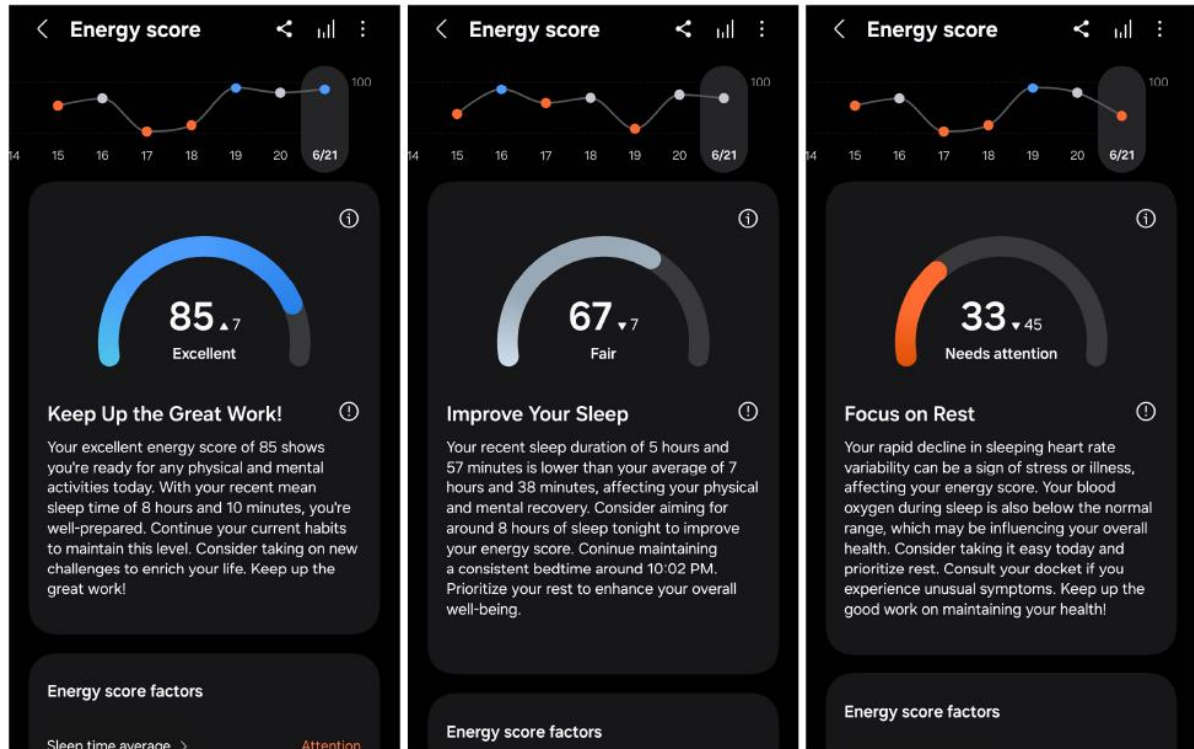 Energy score
100
14 15 16 17 18 19 20 6/21
85 ▲ 7
Excellent
Keep Up the Great Work!
Your excellent energy score of 85 shows
you're ready for any physical and mental
activities today. With your recent mean
sleep time of 8 hours and 10 minutes, you're
well-prepared. Continue your current habits
to maintain this level. Consider taking on new
challenges to enrich your life. Keep up the
great work!
Energy score factors
Sleep time average > Attention
Energy score
100
14 15 16 17 18 19 20 6/21
67 ▼ 7
Fair
Improve Your Sleep
Your recent sleep duration of 5 hours and
57 minutes is lower than your average of 7
hours and 38 minutes, affecting your physical
and mental recovery. Consider aiming for
around 8 hours of sleep tonight to improve
your energy score. Coninue maintaining
a consistent bedtime around 10:02 PM.
Prioritize your rest to enhance your overall
well-being.
Energy score factors
Energy score
100
14 15 16 17 18 19 20 6/21
33 ▼ 45
Needs attention
Focus on Rest
Your rapid decline in sleeping heart rate
variability can be a sign of stress or illness,
affecting your energy score. Your blood
oxygen during sleep is also below the normal
range, which may be influencing your overall
health. Consider taking it easy today and
prioritize rest. Consult your docket if you
experience unusual symptoms. Keep up the
good work on maintaining your health!
Energy score factors